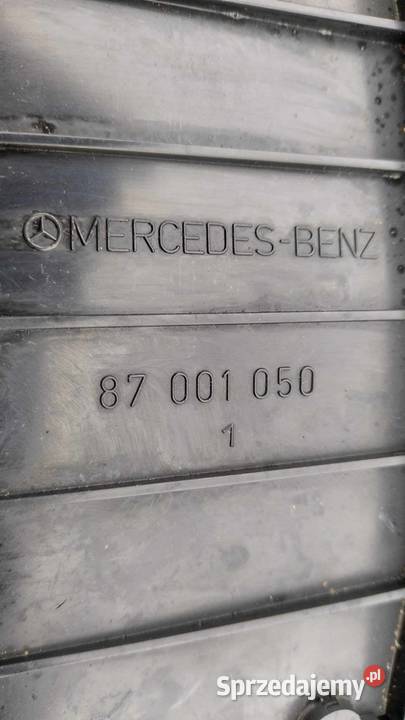 MERCEDES-BENZ
87 001 050
1
Sprzedajemy.pl